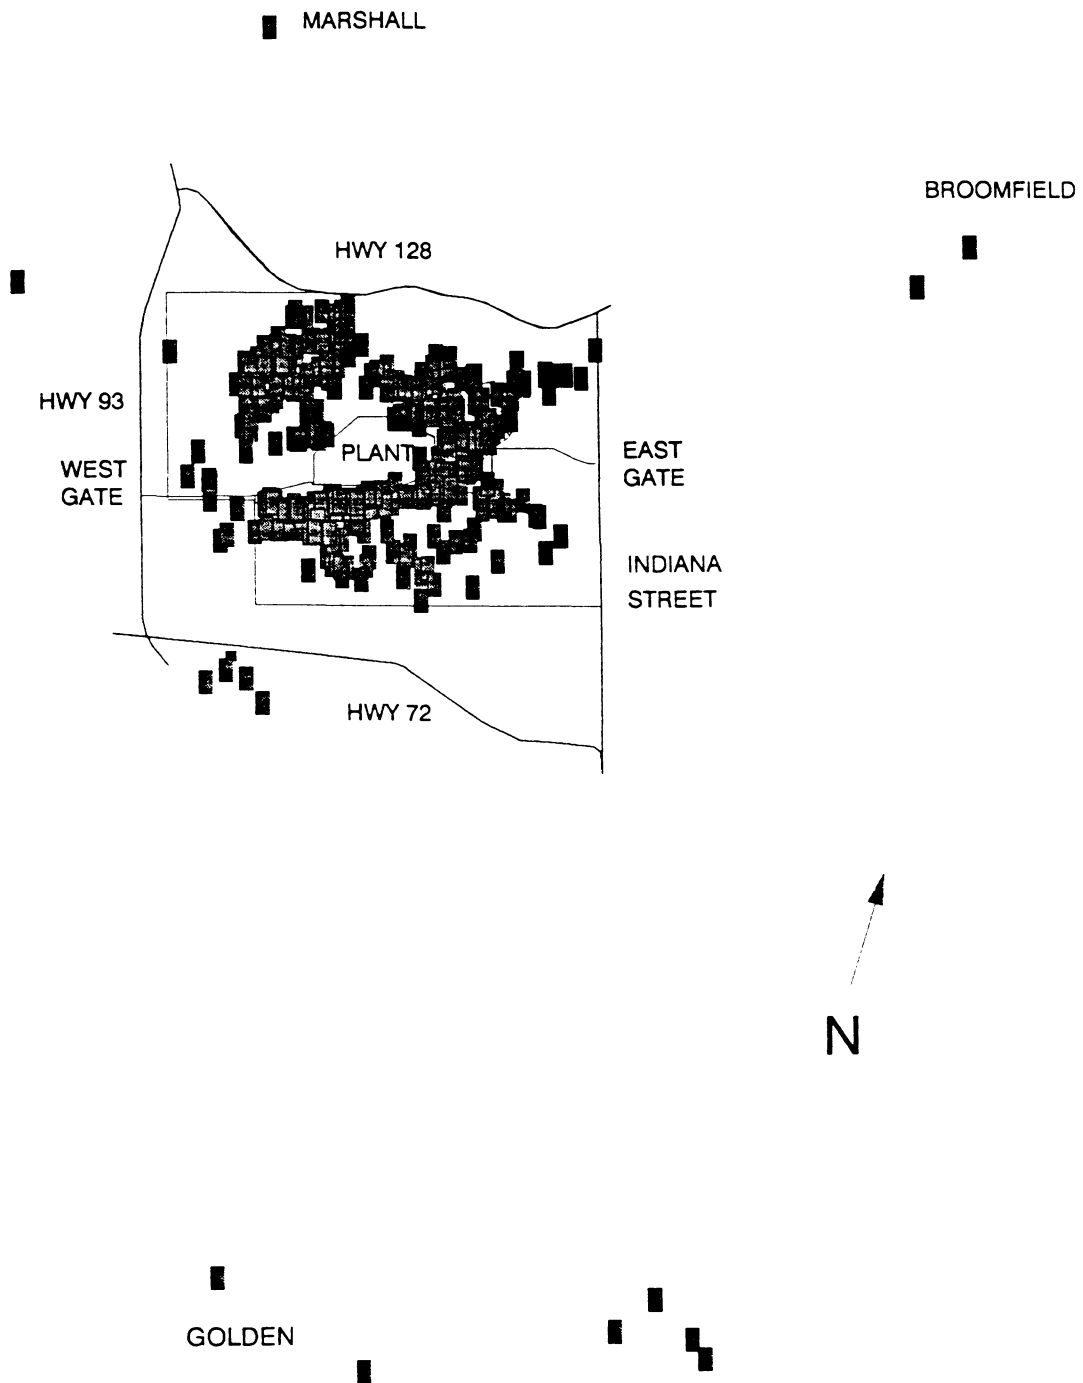 MARSHALL
BROOMFIELD
HWY 128
HWY 93
PLANT
EAST
GATE
WEST
GATE
INDIANA
STREET
HWY 72
N
GOLDEN